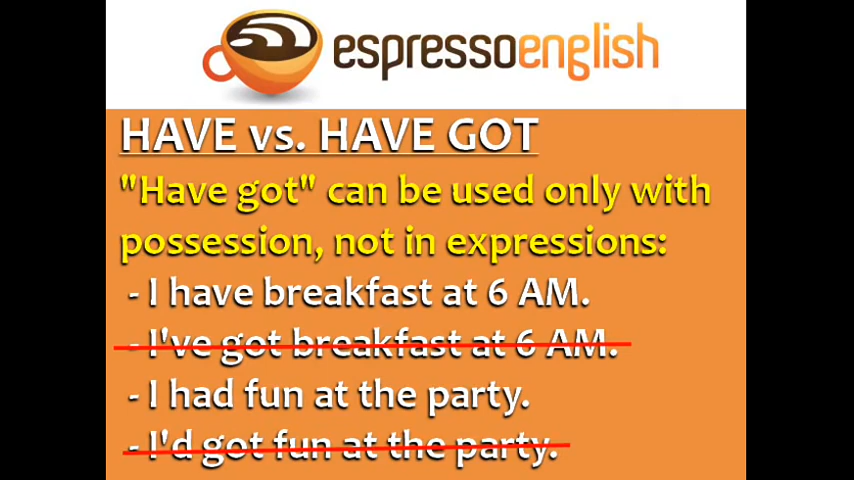 espressoenglish
HAVE vs. HAVE GOT
"Have got" can be used only with
possession, not in expressions:
- I have breakfast at 6 AM.
- I've got breakfast at 6 AM.
- I had fun at the party.
- I'd got fun at the party.